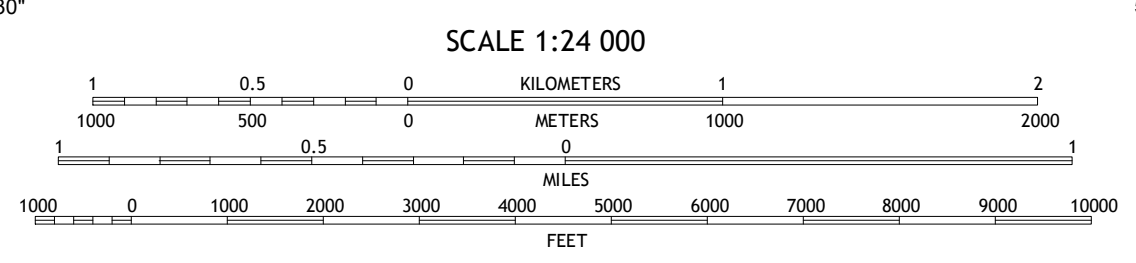 30"
SCALE 1:24 000
1 0.5 0 KILOMETERS 1 2
1000 500 0 METERS 1000 2000
1 0.5 0 1
MILES
1000 0 1000 2000 3000 4000 5000 6000 7000 8000 9000 10000
FEET